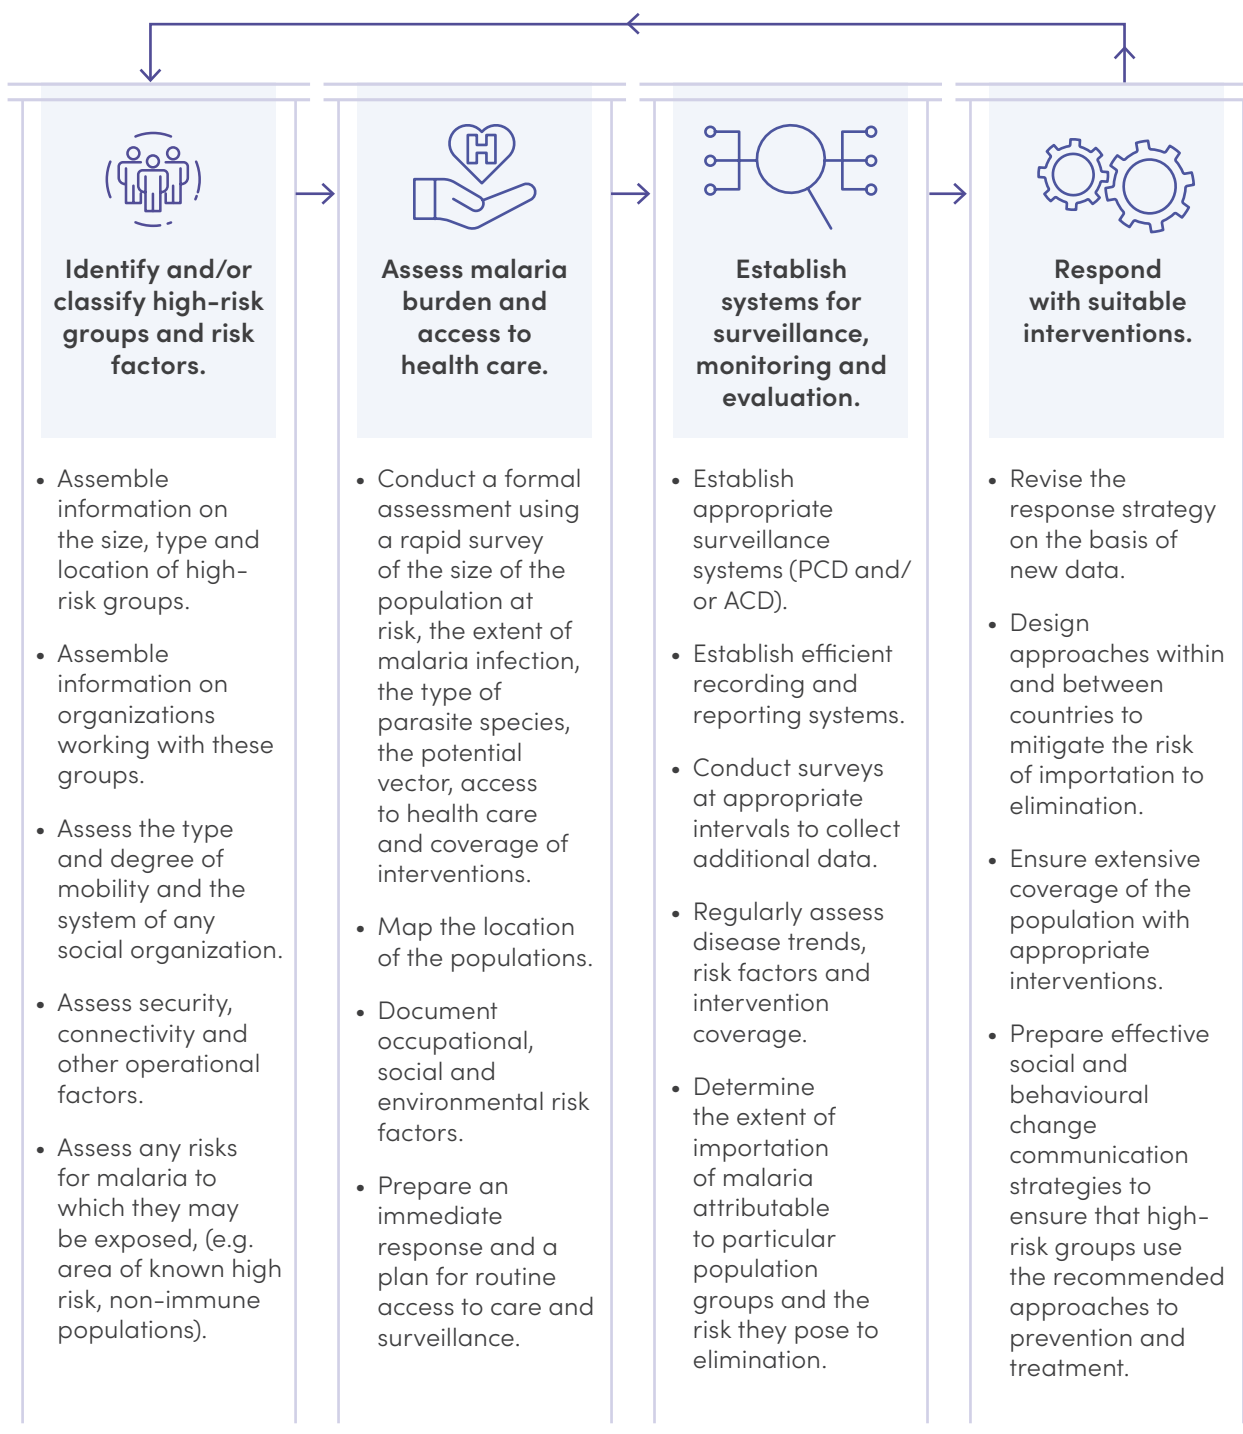 H
Identify and/or
classify high-risk
groups and risk
factors.
• Assemble
information on
the size, type and
location of high-
risk groups.
• Assemble
information on
organizations
working with these
groups.
• Assess the type
and degree of
mobility and the
system of any
social organization.
• Assess security,
connectivity and
other operational
factors.
• Assess any risks
for malaria to
which they may
be exposed, (e.g.
area of known high
risk, non-immune
populations).
Assess malaria
burden and
access to
health care.
• Conduct a formal
assessment using
a rapid survey
of the size of the
population at
risk, the extent of
malaria infection,
the type of
parasite species,
the potential
vector, access
to health care
and coverage of
interventions.
• Map the location
of the populations.
• Document
occupational,
social and
environmental risk
factors.
• Prepare an
immediate
response and a
plan for routine
access to care and
surveillance.
Establish
systems for
surveillance,
monitoring and
evaluation.
• Establish
appropriate
surveillance
systems (PCD and/
or ACD).
• Establish efficient
recording and
reporting systems.
• Conduct surveys
at appropriate
intervals to collect
additional data.
• Regularly assess
disease trends,
risk factors and
intervention
coverage.
• Determine
the extent of
importation
of malaria
attributable
to particular
population
groups and the
risk they pose to
elimination.
Respond
with suitable
interventions.
• Revise the
response strategy
on the basis of
new data.
• Design
approaches within
and between
countries to
mitigate the risk
of importation to
elimination.
• Ensure extensive
coverage of the
population with
appropriate
interventions.
• Prepare effective
social and
behavioural
change
communication
strategies to
ensure that high-
risk groups use
the recommended
approaches to
prevention and
treatment.